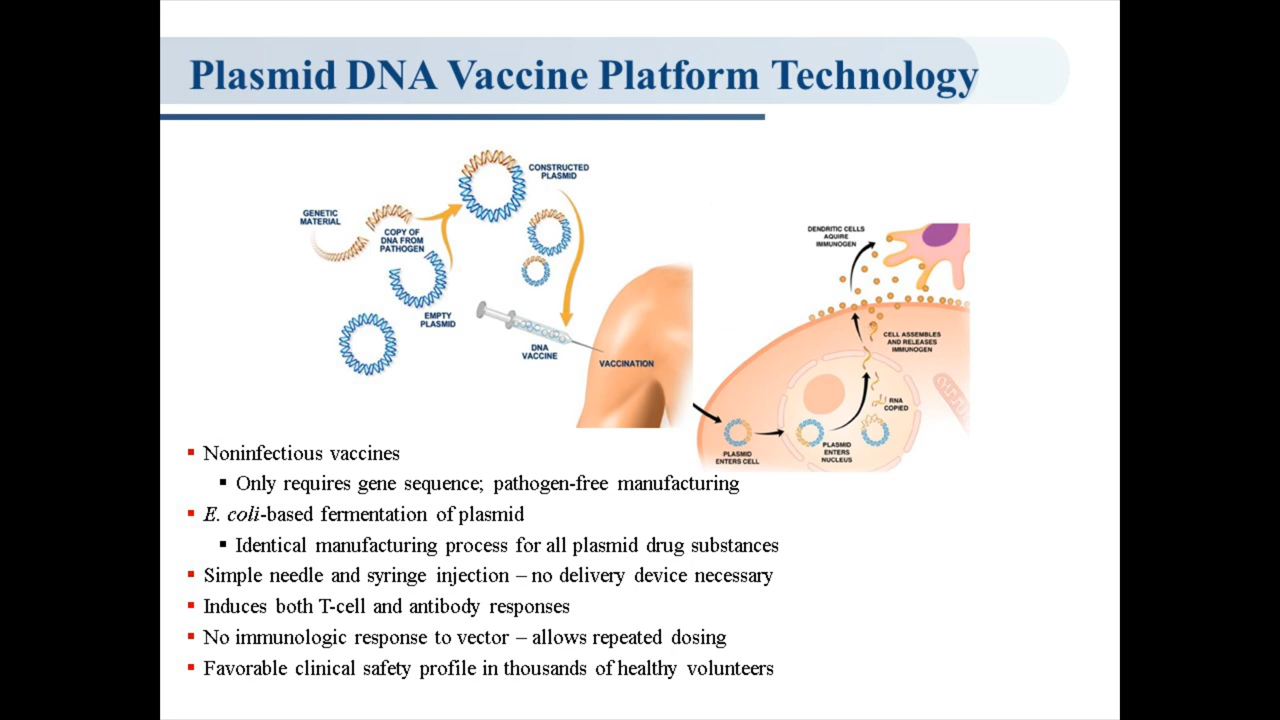 Plasmid DNA Vaccine Platform Technology
GENETIC
MATERIAL
COPY OF
DNA FROM
PATHOGEN
CONSTRUCTED
PLASMID
EMPTY
PLASMID
DNA
VACCINE
VACCINATION
DENDRITIC CELLS
AQUIRE
IMMUNOGEN
CELL ASSEMBLES
AND RELEASES
IMMUNOGEN
RNA
COPIED
PLASMID
ENTERS CELL
PLASMID
ENTERS
NUCLEUS
Noninfectious vaccines
Only requires gene sequence; pathogen-free manufacturing
E. coli-based fermentation of plasmid
Identical manufacturing process for all plasmid drug substances
Simple needle and syringe injection – no delivery device necessary
Induces both T-cell and antibody responses
No immunologic response to vector – allows repeated dosing
Favorable clinical safety profile in thousands of healthy volunteers